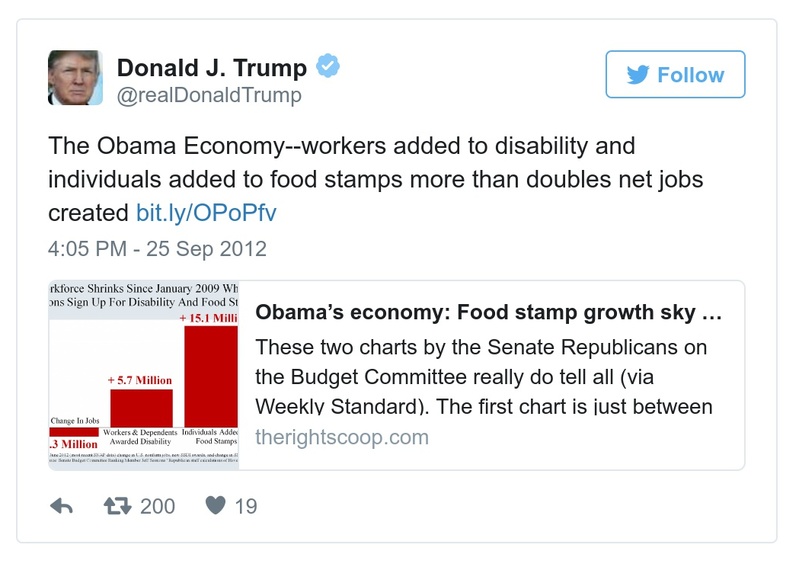 Donald J. Trump
@realDonaldTrump
Follow
The Obama Economy--workers added to disability and
individuals added to food stamps more than doubles net jobs
created bit.ly/OPoPfv
4:05 PM - 25 Sep 2012
rkforce Shrinks Since January 2009 Wh
ons Sign Up For Disability And Food St
+ 15.1 Milli
+ 5.7 Million
Change In Jobs
.3 Million
Workers & Dependents
Awarded Disability
Individuals Added
Food Stamps
Obama’s economy: Food stamp growth sky …
These two charts by the Senate Republicans on
the Budget Committee really do tell all (via
Weekly Standard). The first chart is just between
therightscoop.com
200
19